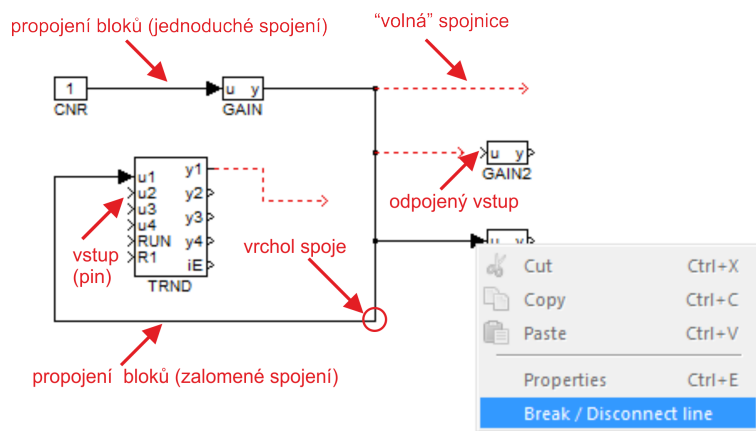 propojení bloků (jednoduché spojení)
“volná” spojnice
1
CNR
u y
GAIN
u y
GAIN2
odpojený vstup
u1 y1
u2 y2
u3 y3
u4 y4
RUN
R1 iE
TRND
vstup
(pin)
vrchol spoje
u y
propojení bloků (zalomené spojení)
Cut Ctrl+X
Copy Ctrl+C
Paste Ctrl+V
Properties Ctrl+E
Break / Disconnect line